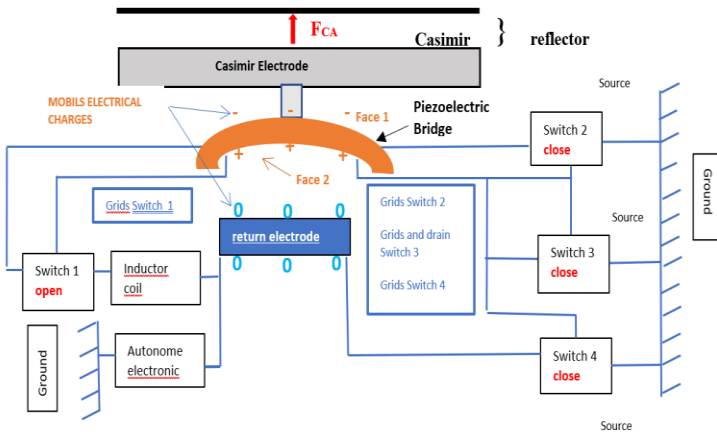 F_CA
Casimir } reflector
Casimir Electrode
Source
MOBILS ELECTRICAL
CHARGES
- - -
Face 1
Piezoelectric
Bridge
+ + +
Face 2
Switch 2
close
Ground
Grids Switch 1
Grids Switch 2
Grids and drain
Switch 3
Grids Switch 4
0 0 0
return electrode
0 0 0
Source
Switch 3
close
Switch 1
open
Inductor
coil
Ground
Autonome
electronic
Switch 4
close
Source